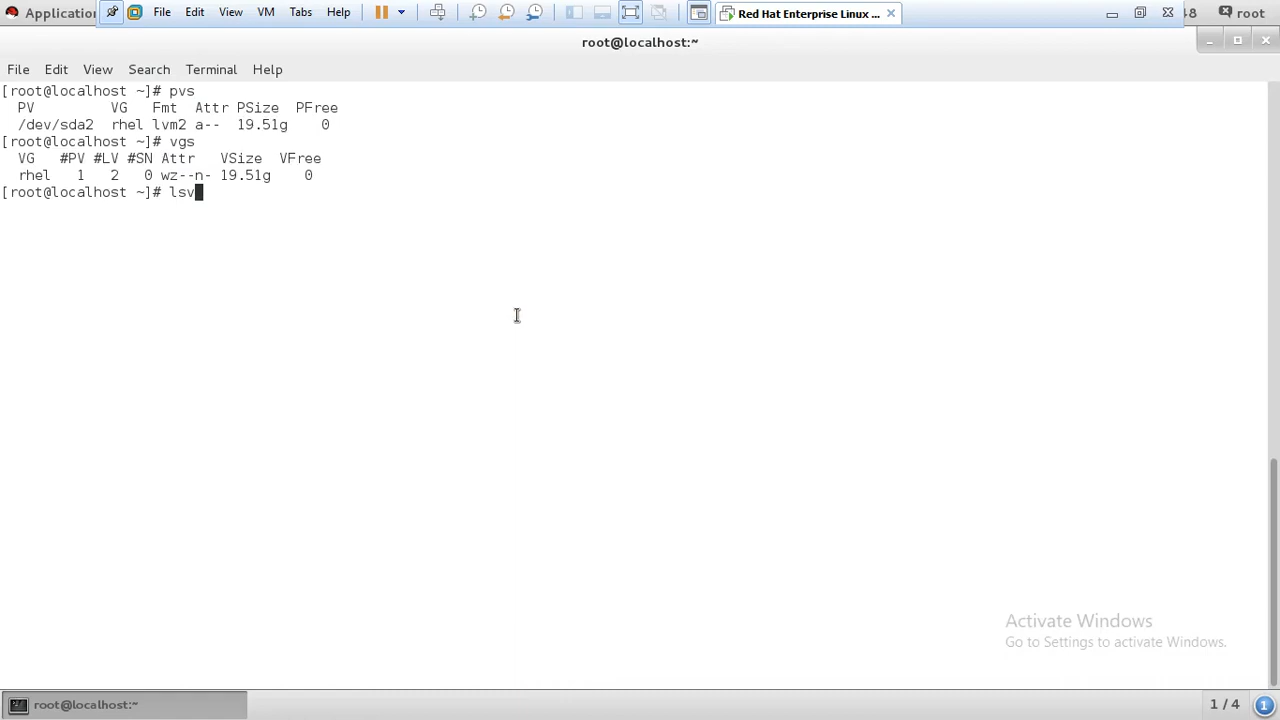 Application File Edit View VM Tabs Help Red Hat Enterprise Linux ... 48 root
root@localhost:~
File Edit View Search Terminal Help
[root@localhost ~]# pvs
PV VG Fmt Attr PSize PFree
/dev/sda2 rhel lvm2 a-- 19.51g 0
[root@localhost ~]# vgs
VG #PV #LV #SN Attr VSize VFree
rhel 1 2 0 wz--n- 19.51g 0
[root@localhost ~]# lsv
Activate Windows
Go to Settings to activate Windows.
root@localhost:~ 1 / 4 1